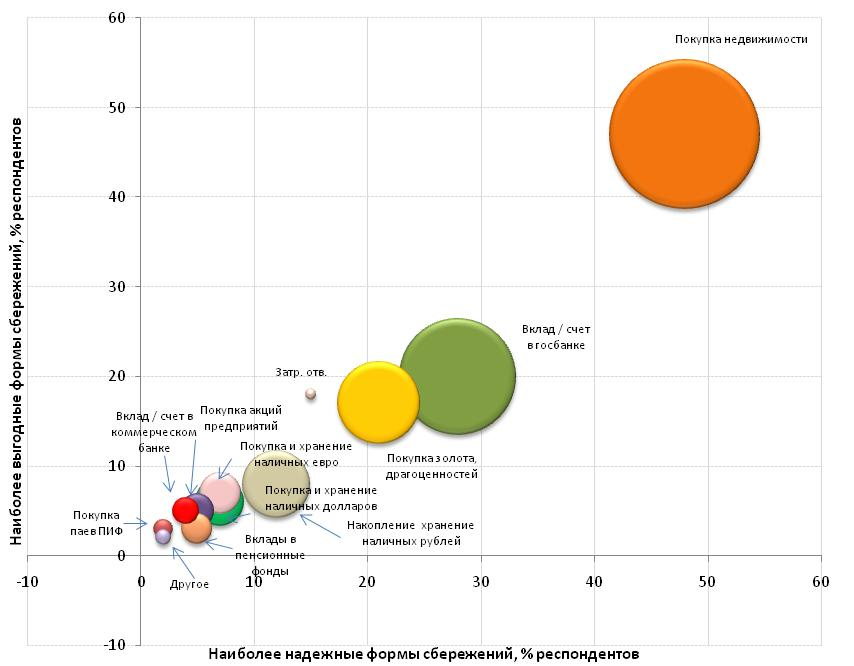 60
Покупка недвижимости
50
40
30
Вклад / счет
в госбанке
20
Затр. отв.
Вклад / счет в
коммерческом
банке
Покупка акций
предприятий
Покупка и хранение
наличных евро
Покупка золота,
драгоценностей
10
Покупка и хранение
наличных долларов
Накопление хранение
наличных рублей
Покупка
паев ПИФ
Вклады в
пенсионные
фонды
Другое
0
-10 0 10 20 30 40 50 60
-10
Наиболее выгодные формы сбережений, % респондентов
Наиболее надежные формы сбережений, % респондентов